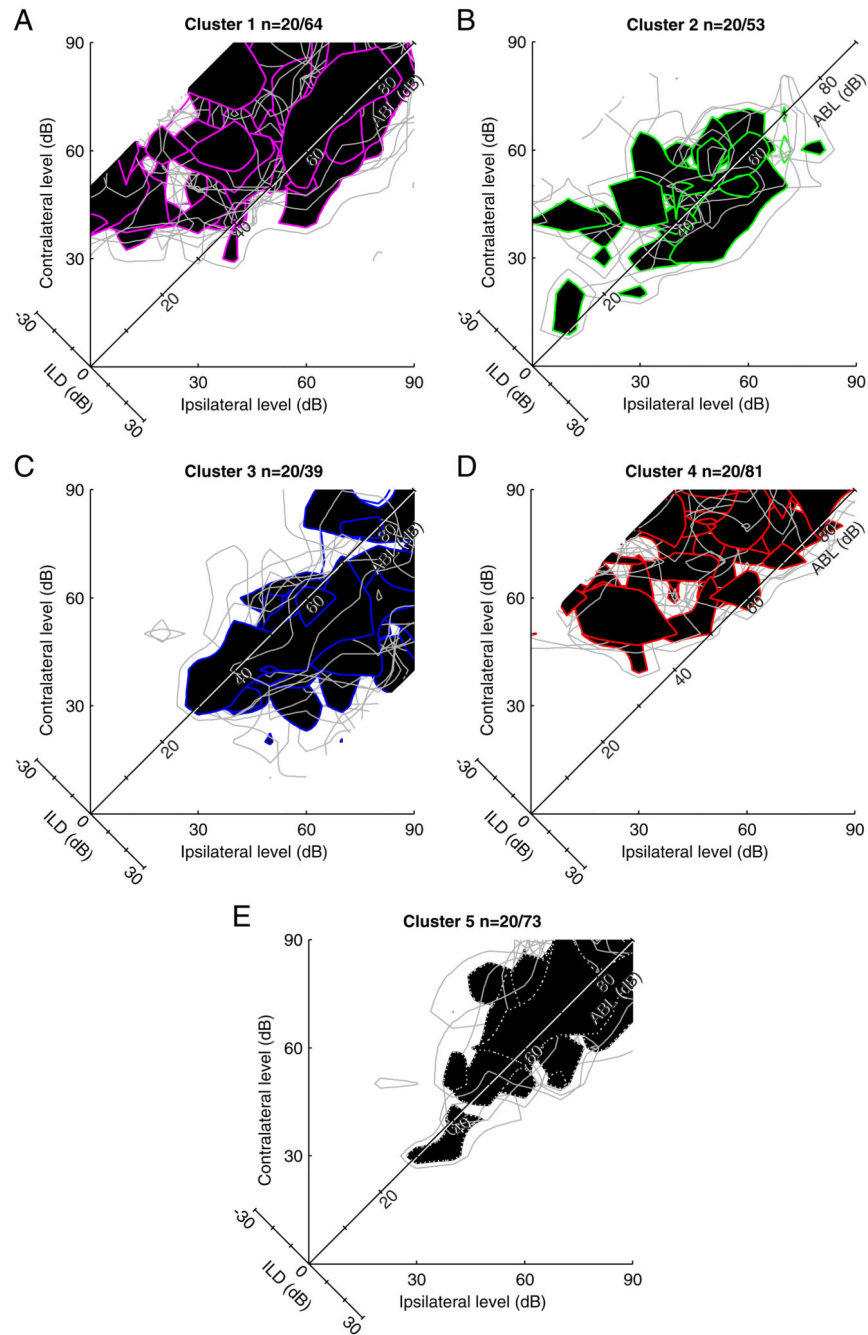 A
Cluster 1 n=20/64
90
60
30
Contralateral level (dB)
80
ABL (dB)
60
40
20
-30
0
30
ILD (dB)
30
60
90
Ipsilateral level (dB)
B
Cluster 2 n=20/53
90
60
30
Contralateral level (dB)
80
ABL (dB)
60
40
20
-30
0
30
ILD (dB)
30
60
90
Ipsilateral level (dB)
C
Cluster 3 n=20/39
90
60
30
Contralateral level (dB)
80
ABL (dB)
60
40
20
-30
0
30
ILD (dB)
30
60
90
Ipsilateral level (dB)
D
Cluster 4 n=20/81
90
60
30
Contralateral level (dB)
80
ABL (dB)
60
40
20
-30
0
30
ILD (dB)
30
60
90
Ipsilateral level (dB)
E
Cluster 5 n=20/73
90
60
30
Contralateral level (dB)
80
ABL (dB)
60
40
20
-30
0
30
ILD (dB)
30
60
90
Ipsilateral level (dB)